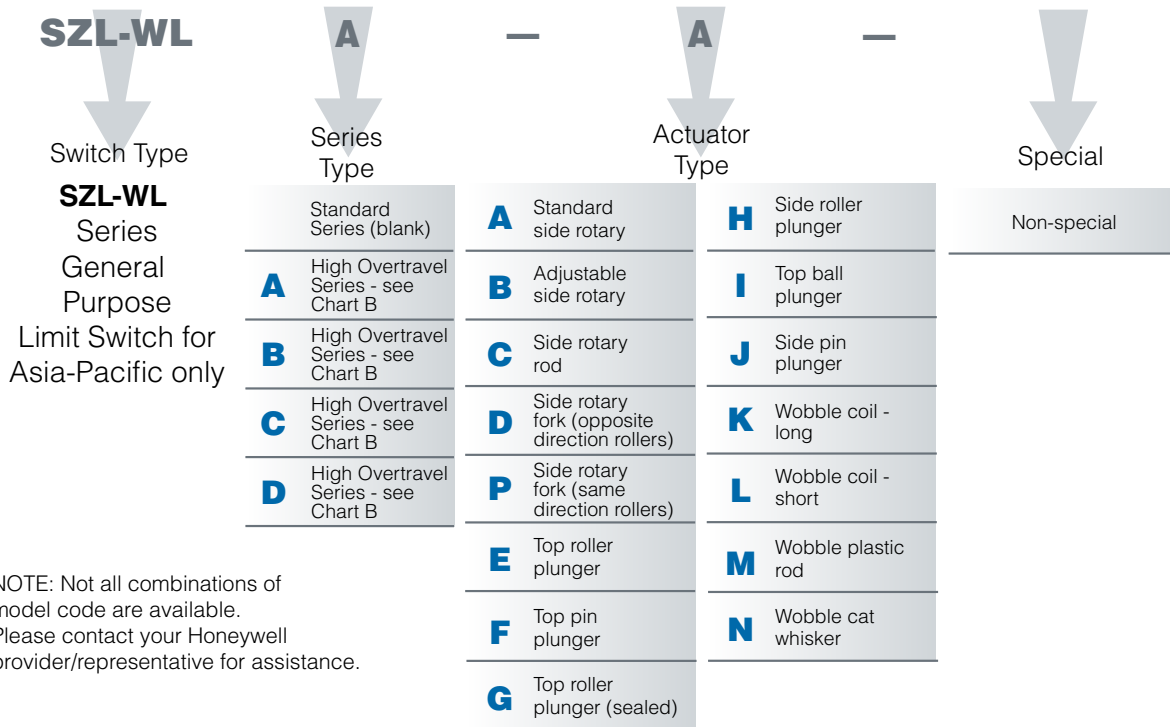 SZL-WL A — A —
Switch Type
SZL-WL
Series
General
Purpose
Limit Switch for
Asia-Pacific only
Series
Type
Standard
Series (blank)
A High Overtravel
Series - see
Chart B
B High Overtravel
Series - see
Chart B
C High Overtravel
Series - see
Chart B
D High Overtravel
Series - see
Chart B
Actuator
Type
A Standard
side rotary
B Adjustable
side rotary
C Side rotary
rod
D Side rotary
fork (opposite
direction rollers)
P Side rotary
fork (same
direction rollers)
E Top roller
plunger
F Top pin
plunger
G Top roller
plunger (sealed)
H Side roller
plunger
I Top ball
plunger
J Side pin
plunger
K Wobble coil -
long
L Wobble coil -
short
M Wobble plastic
rod
N Wobble cat
whisker
Special
Non-special
NOTE: Not all combinations of
model code are available.
Please contact your Honeywell
provider/representative for assistance.